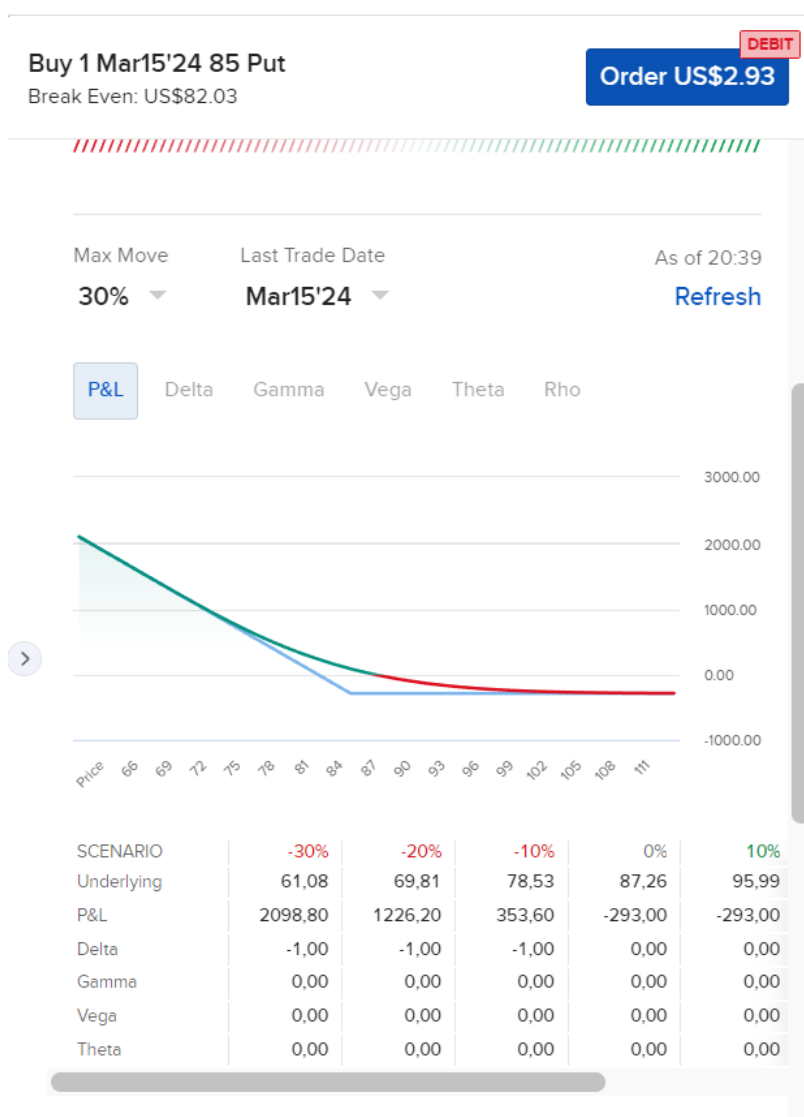 DEBIT
Buy 1 Mar15'24 85 Put
Order US$2.93
Break Even: US$82.03
Max Move Last Trade Date As of 20:39
30% Mar15'24 Refresh
P&L Delta Gamma Vega Theta Rho
3000.00
2000.00
1000.00
0.00
-1000.00
Price 66 69 72 75 78 81 84 87 90 93 96 99 102 105 108 111
SCENARIO -30% -20% -10% 0% 10%
Underlying 61,08 69,81 78,53 87,26 95,99
P&L 2098,80 1226,20 353,60 -293,00 -293,00
Delta -1,00 -1,00 -1,00 0,00 0,00
Gamma 0,00 0,00 0,00 0,00 0,00
Vega 0,00 0,00 0,00 0,00 0,00
Theta 0,00 0,00 0,00 0,00 0,00